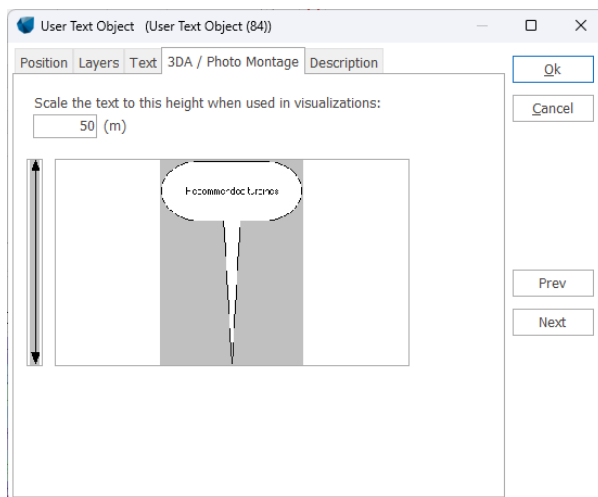 User Text Object (User Text Object (84))
Position Layers Text 3DA / Photo Montage Description
Ok
Cancel
Scale the text to this height when used in visualizations:
50 (m)
Prev
Next